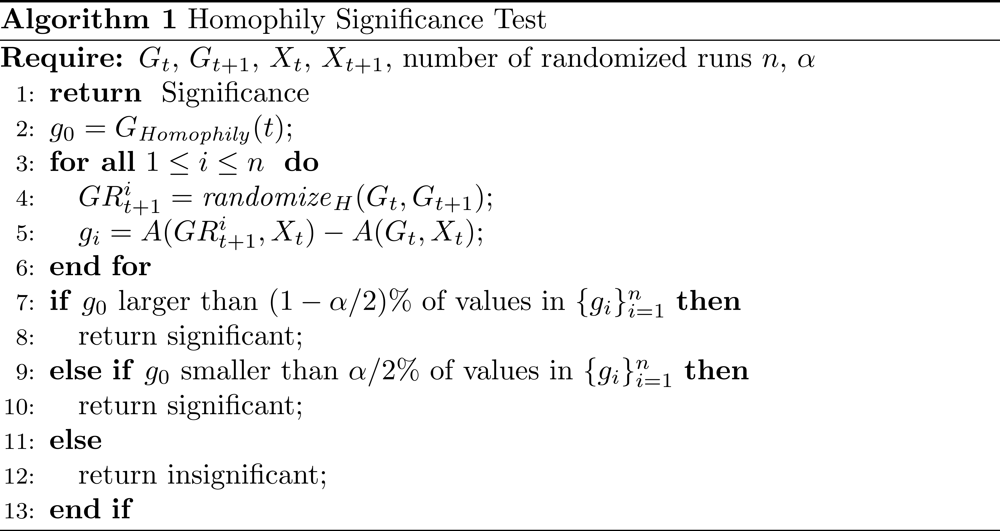 Algorithm 1 Homophily Significance Test
Require: $G_t$, $G_{t+1}$, $X_t$, $X_{t+1}$, number of randomized runs $n$, $\alpha$
1: return Significance
2: $g_0 = G_{Homophily}(t)$;
3: for all $1 \leq i \leq n$ do
4: $GR^i_{t+1} = randomize_H(G_t, G_{t+1})$;
5: $g_i = A(GR^i_{t+1}, X_t) - A(G_t, X_t)$;
6: end for
7: if $g_0$ larger than $(1 - \alpha/2)\%$ of values in $\{g_i\}^n_{i=1}$ then
8: return significant;
9: else if $g_0$ smaller than $\alpha/2\%$ of values in $\{g_i\}^n_{i=1}$ then
10: return significant;
11: else
12: return insignificant;
13: end if